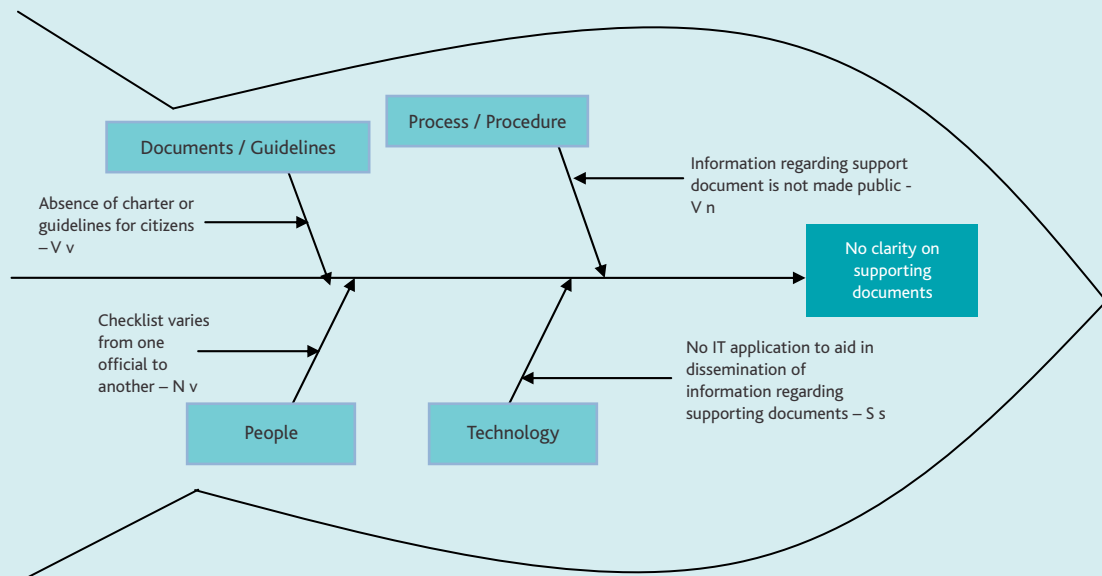 Documents / Guidelines
Process / Procedure
Absence of charter or
guidelines for citizens
– V v
Information regarding support
document is not made public -
V n
No clarity on
supporting
documents
Checklist varies
from one
official to
another – N v
No IT application to aid in
dissemination of
information regarding
supporting documents – S s
People
Technology